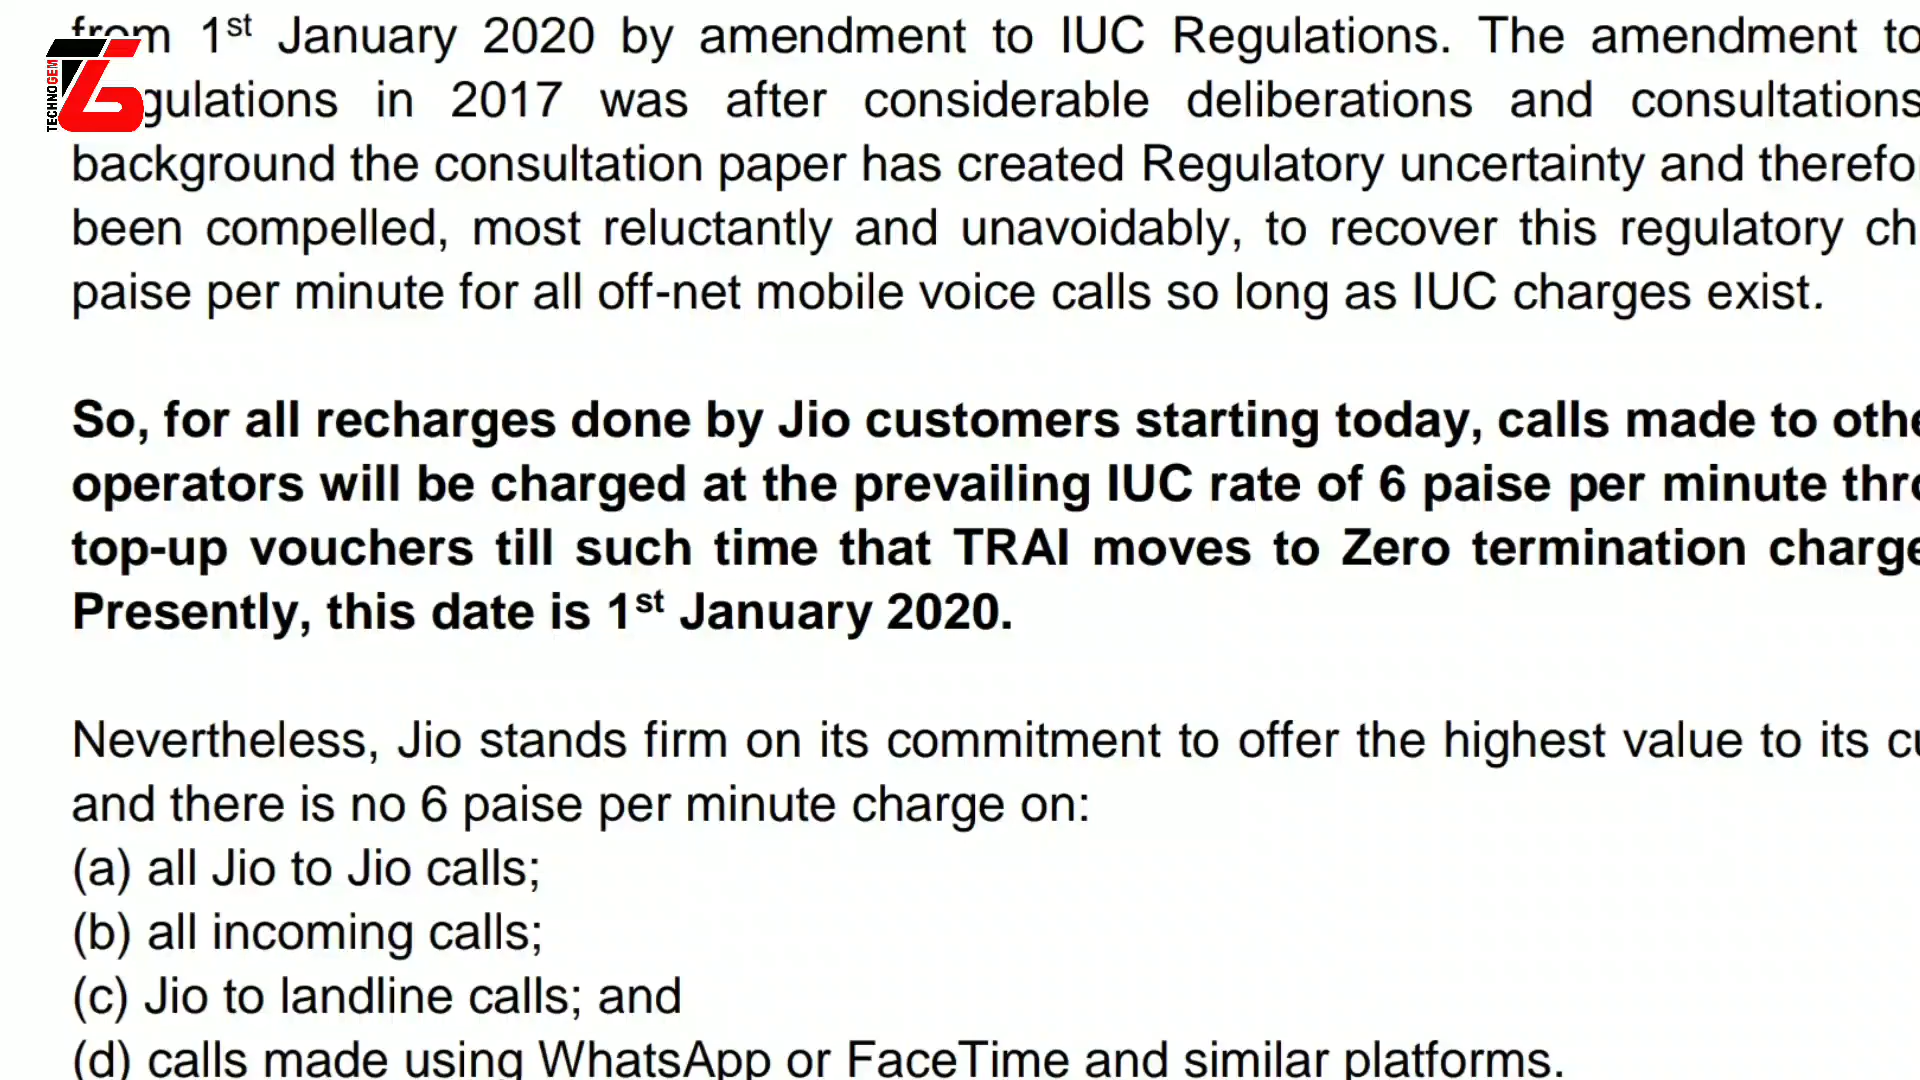 from 1st January 2020 by amendment to IUC Regulations. The amendment to
gulations in 2017 was after considerable deliberations and consultations
background the consultation paper has created Regulatory uncertainty and therefo
been compelled, most reluctantly and unavoidably, to recover this regulatory ch
paise per minute for all off-net mobile voice calls so long as IUC charges exist.
So, for all recharges done by Jio customers starting today, calls made to othe
operators will be charged at the prevailing IUC rate of 6 paise per minute thro
top-up vouchers till such time that TRAI moves to Zero termination charge
Presently, this date is 1st January 2020.
Nevertheless, Jio stands firm on its commitment to offer the highest value to its cu
and there is no 6 paise per minute charge on:
(a) all Jio to Jio calls;
(b) all incoming calls;
(c) Jio to landline calls; and
(d) calls made using WhatsApp or FaceTime and similar platforms.
TECHNOGEM